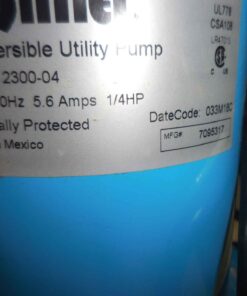 UL778
CSA108
LR47013
ersible Utility Pump
2300-04
0Hz 5.6 Amps 1/4HP
ally Protected
DateCode: 033M18C
Mexico
MFG# 7095317